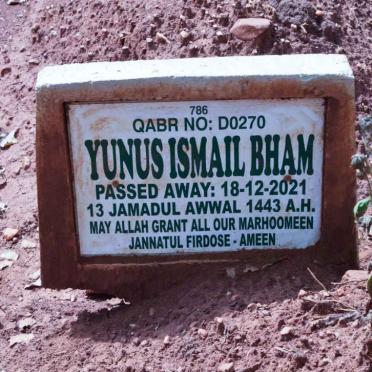 786
QABR NO: D0270
YUNUS ISMAIL BHAM
PASSED AWAY: 18-12-2021
13 JAMADUL AWWAL 1443 A.H.
MAY ALLAH GRANT ALL OUR MARHOOMEEN
JANNATUL FIRDOSE - AMEEN